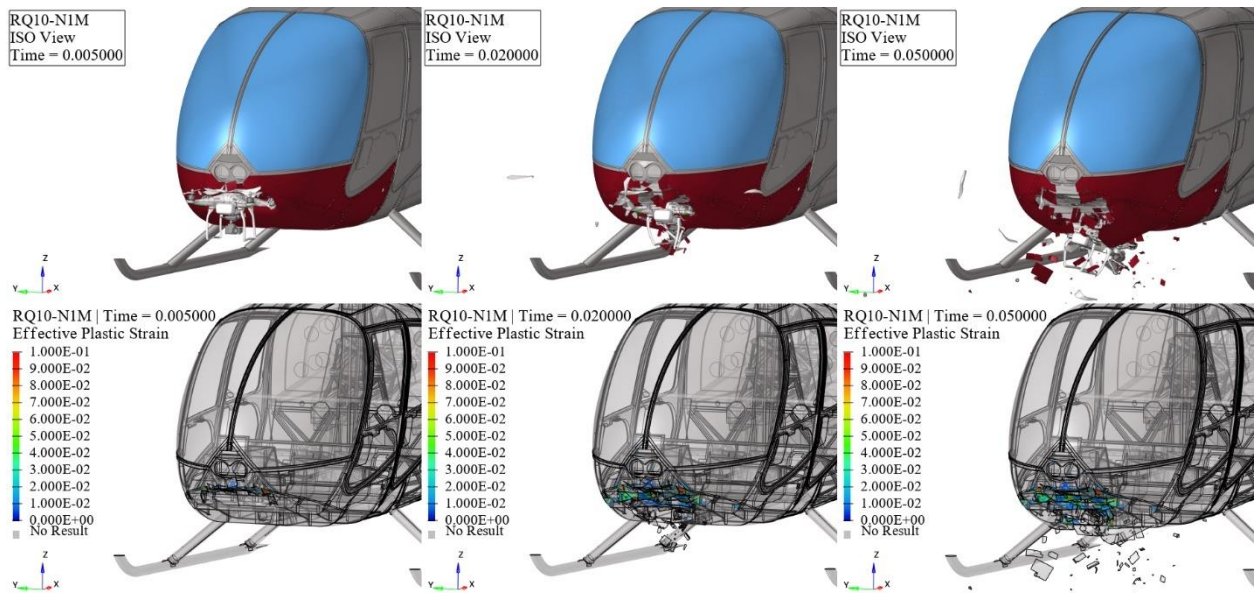 RQ10-N1M
ISO View
Time = 0.005000
Z
Y
X
RQ10-N1M
ISO View
Time = 0.020000
Z
Y
X
RQ10-N1M
ISO View
Time = 0.050000
Z
Y
X
RQ10-N1M | Time = 0.005000
Effective Plastic Strain
1.000E-01
9.000E-02
8.000E-02
7.000E-02
6.000E-02
5.000E-02
4.000E-02
3.000E-02
2.000E-02
1.000E-02
0.000E+00
No Result
Z
Y
X
RQ10-N1M | Time = 0.020000
Effective Plastic Strain
1.000E-01
9.000E-02
8.000E-02
7.000E-02
6.000E-02
5.000E-02
4.000E-02
3.000E-02
2.000E-02
1.000E-02
0.000E+00
No Result
Z
Y
X
RQ10-N1M | Time = 0.050000
Effective Plastic Strain
1.000E-01
9.000E-02
8.000E-02
7.000E-02
6.000E-02
5.000E-02
4.000E-02
3.000E-02
2.000E-02
1.000E-02
0.000E+00
No Result
Z
Y
X